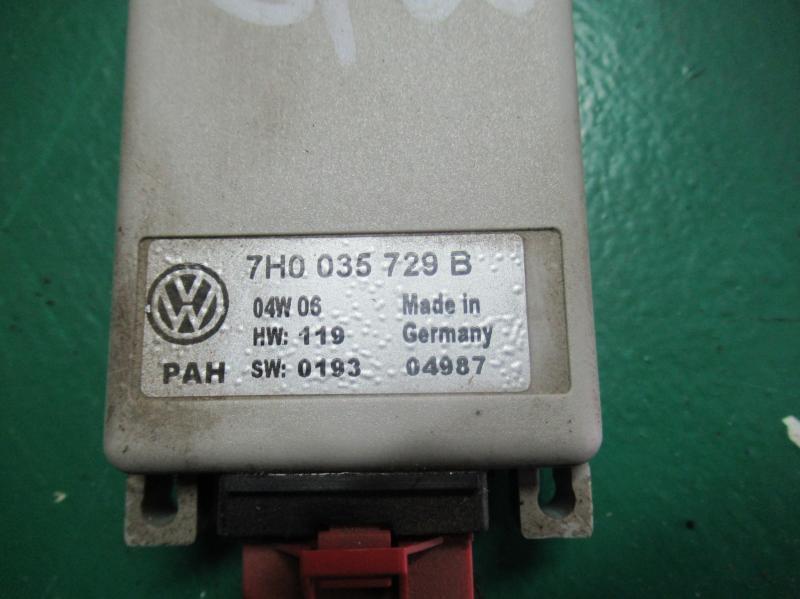 7H0 035 729 B
04W 06 Made in
HW: 119 Germany
PAH SW: 0193 04987